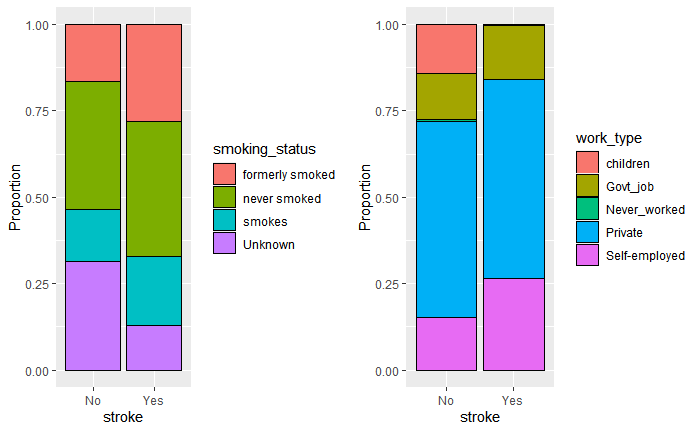 1.00
0.75
0.50
0.25
0.00
Proportion
No Yes
stroke
smoking_status
formerly smoked
never smoked
smokes
Unknown
1.00
0.75
0.50
0.25
0.00
Proportion
No Yes
stroke
work_type
children
Govt_job
Never_worked
Private
Self-employed